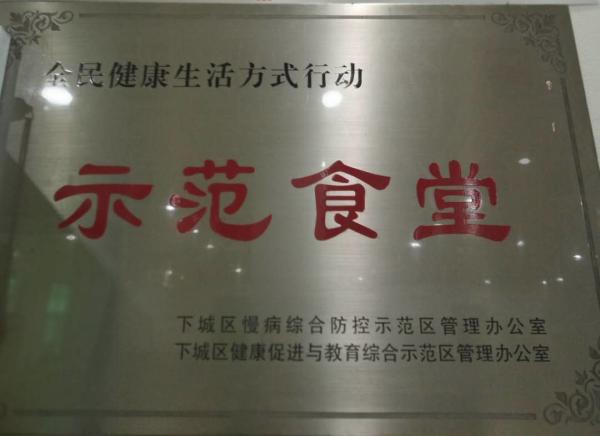 全民健康生活方式行动
示范食堂
下城区慢病综合防控示范区管理办公室
下城区健康促进与教育综合示范区管理办公室